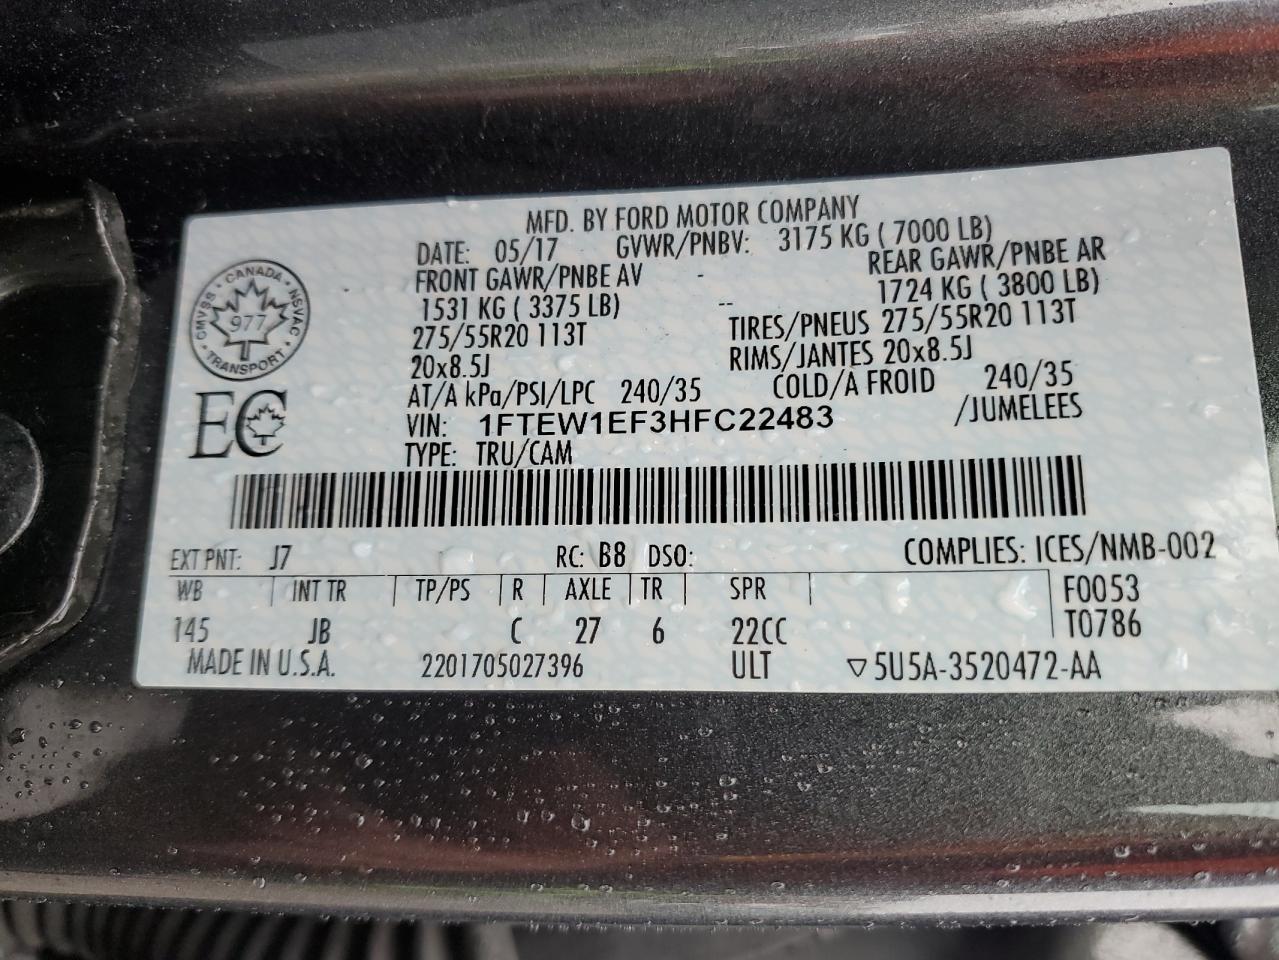 MFD. BY FORD MOTOR COMPANY
DATE: 05/17 GVWR/PNBV: 3175 KG ( 7000 LB)
FRONT GAWR/PNBE AV - REAR GAWR/PNBE AR
1531 KG ( 3375 LB) -- 1724 KG ( 3800 LB)
275/55R20 113T TIRES/PNEUS 275/55R20 113T
20x8.5J RIMS/JANTES 20x8.5J
AT/A kPa/PSI/LPC 240/35 COLD/A FROID 240/35
VIN: 1FTEW1EF3HFC22483 /JUMELEES
TYPE: TRU/CAM
CANADA
CMVSS NSVAC
977
TRANSPORT
EC
EXT PNT: J7 RC: B8 DSO: COMPLIES: ICES/NMB-002
WB INT TR TP/PS R AXLE TR SPR F0053
145 JB C 27 6 22CC T0786
MADE IN U.S.A. 2201705027396 ULT ▽5U5A-3520472-AA